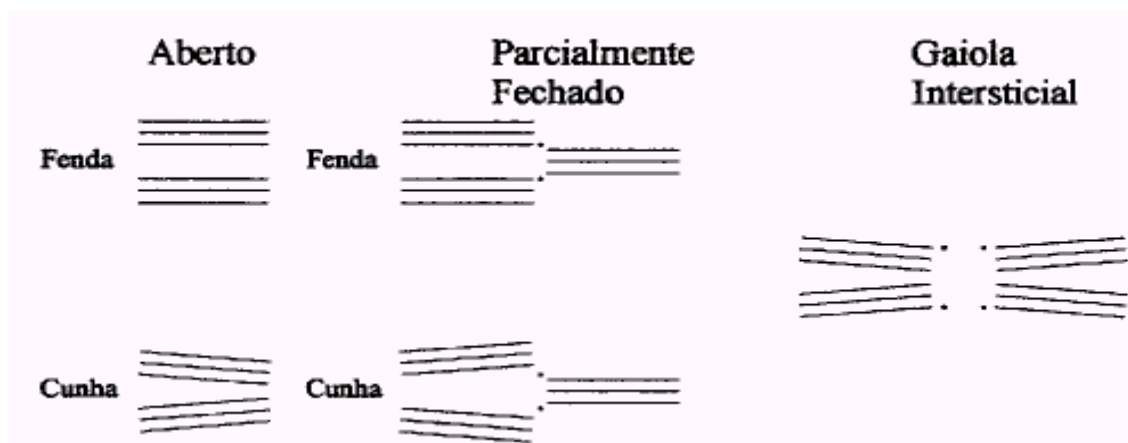 Aberto
Parcialmente
Fechado
Gaiola
Intersticial
Fenda
Fenda
Cunha
Cunha